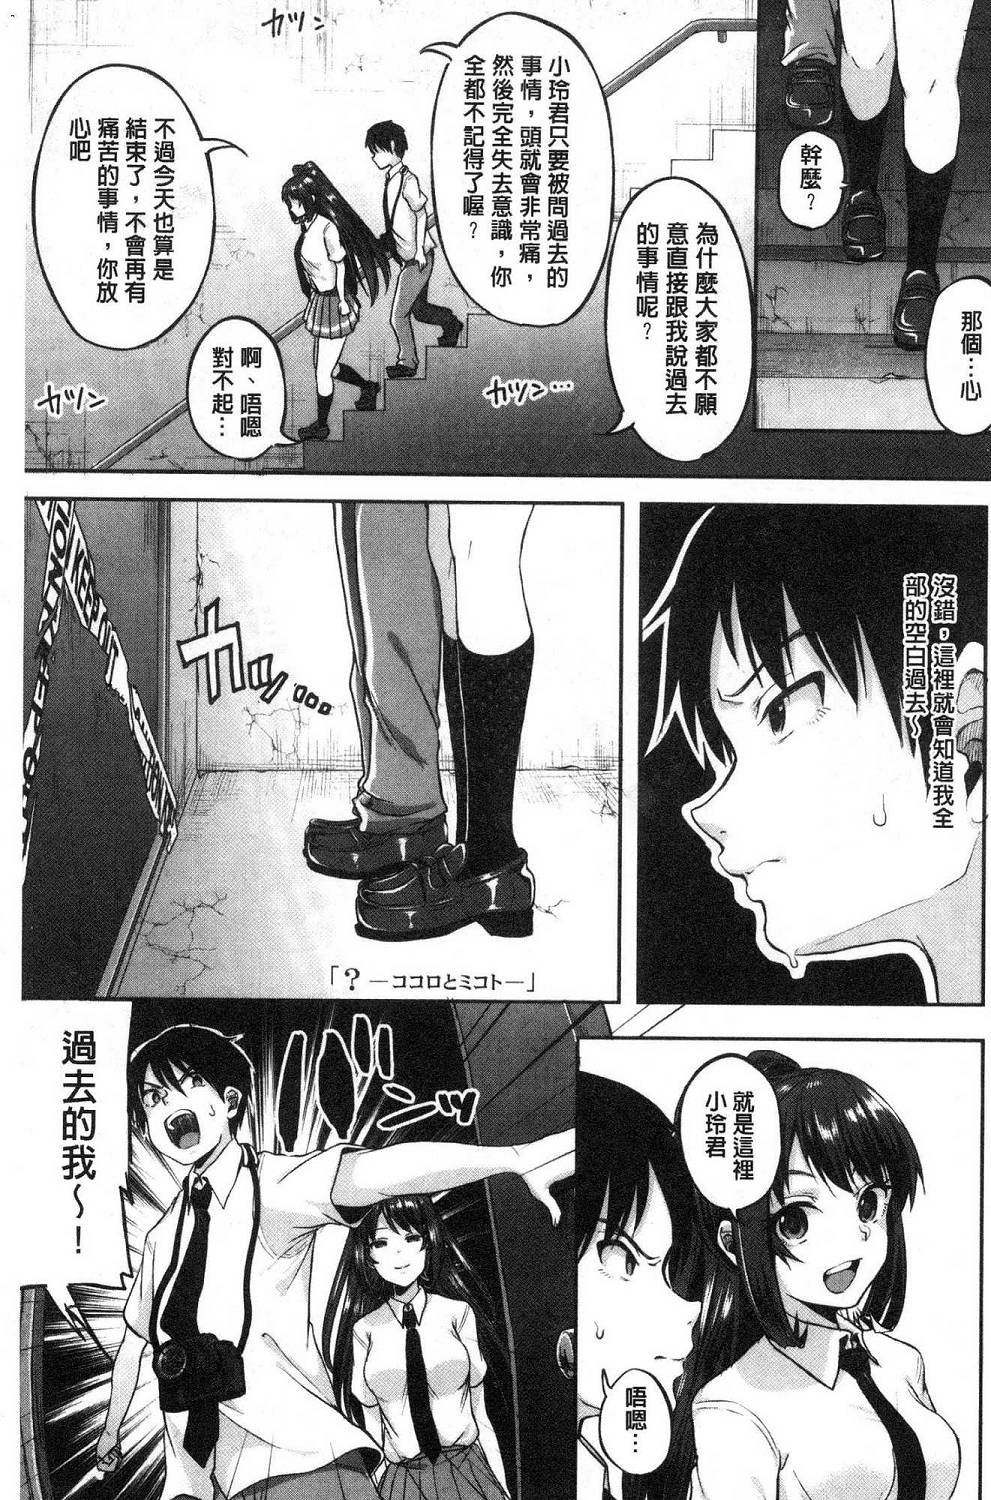 那個…心
幹麼？
為什麼大家都不願
意直接跟我說過去
的事情呢？
小玲君只要被問過去的
事情，頭就會非常痛，
然後完全失去意識，你
全都不記得了喔？
不過今天也算是
結束了，不會再有
痛苦的事情，你放
心吧
啊、唔嗯
對不起…
カツン
カツン
カツン…
沒錯，這裡就會知道我全
部的空白過去～
カッ…
KEEP OUT
「？ーココロとミコトー」
就是這裡
小玲君
唔嗯…
バンッ
過去的我～！